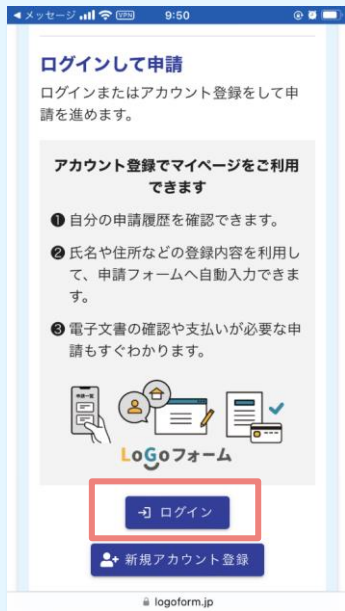 メッセージ VPN 9:50
ログインして申請
ログインまたはアカウント登録をして申
請を進めます。
アカウント登録でマイページをご利用
できます
❶ 自分の申請履歴を確認できます。
❷ 氏名や住所などの登録内容を利用し
て、申請フォームへ自動入力できま
す。
❸ 電子文書の確認や支払いが必要な申
請もすぐわかります。
申請一覧
LoGoフォーム
ログイン
新規アカウント登録
logoform.jp